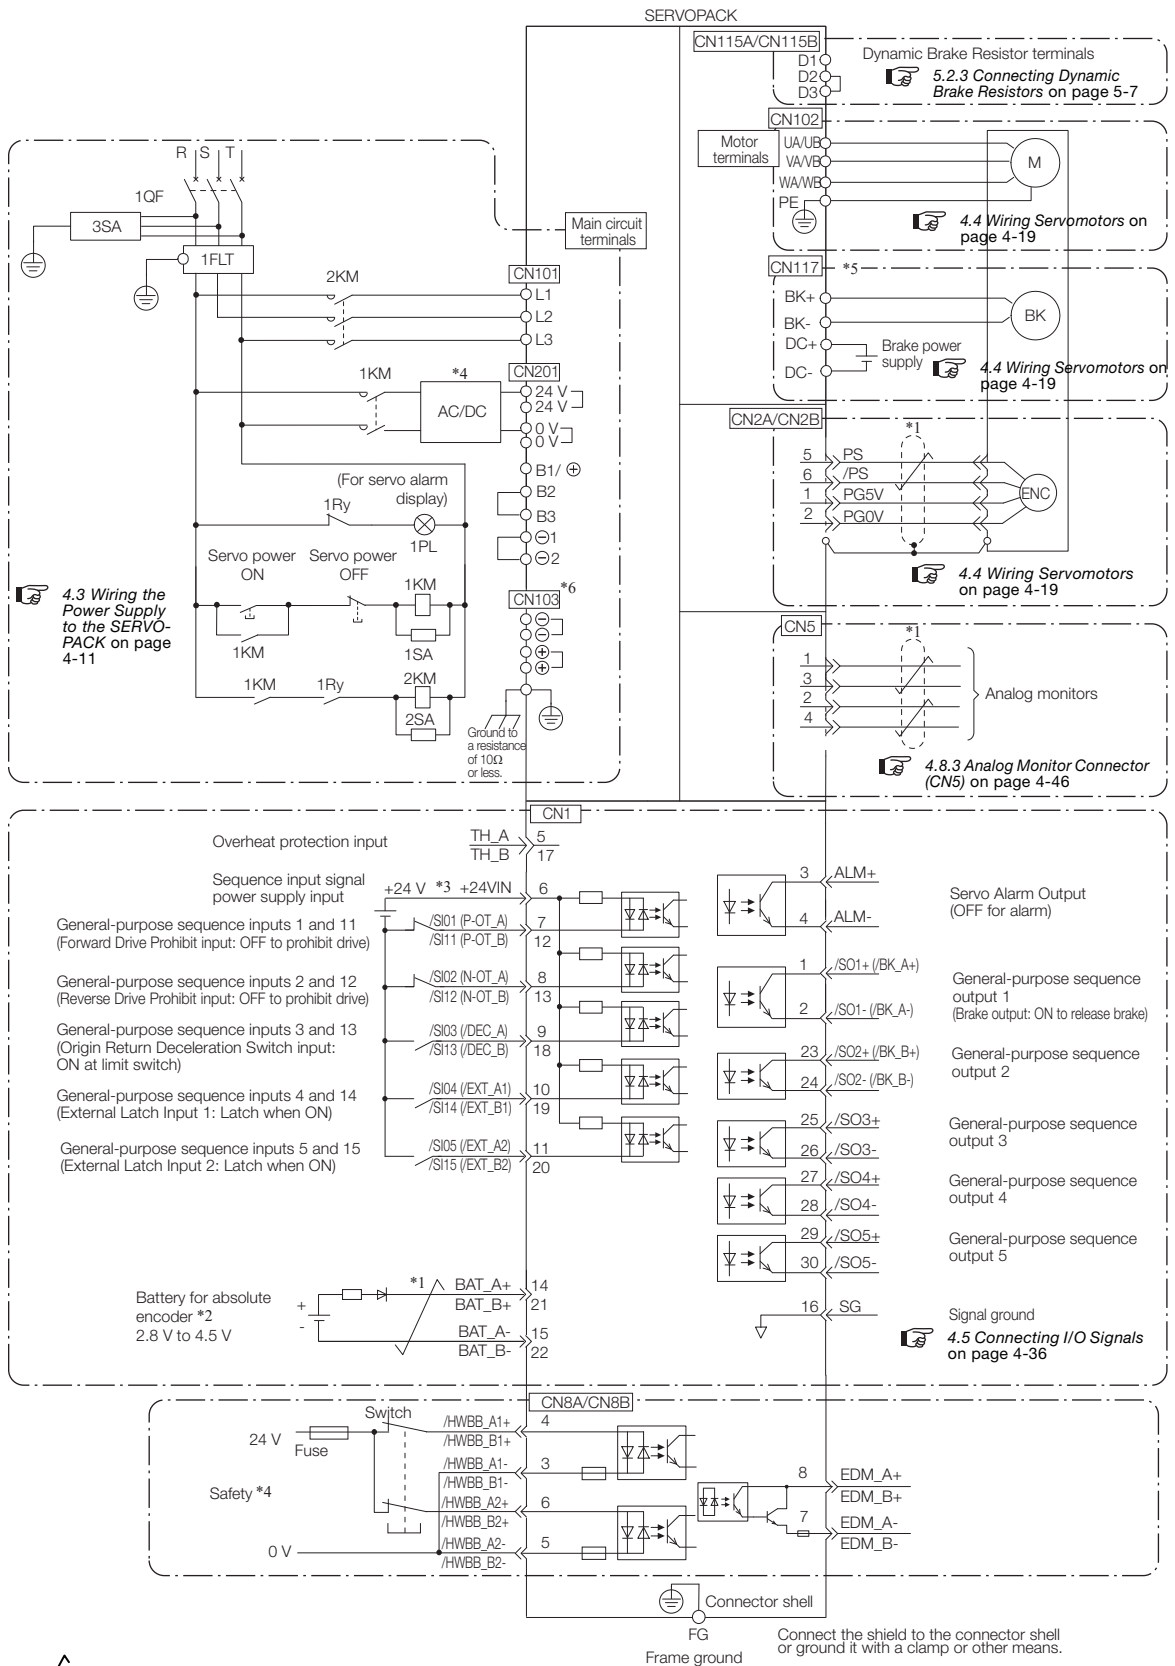 SERVOPACK
CN115A/CN115B
D1
D2
D3
Dynamic Brake Resistor terminals
5.2.3 Connecting Dynamic
Brake Resistors on page 5-7
CN102
Motor
terminals
UA/UB
VA/VB
WA/WB
PE
M
4.4 Wiring Servomotors on
page 4-19
CN117
*5
BK+
BK-
DC+
DC-
BK
Brake power
supply
4.4 Wiring Servomotors on
page 4-19
CN2A/CN2B
*1
5 PS
6 /PS
1 PG5V
2 PG0V
ENC
4.4 Wiring Servomotors
on page 4-19
CN5
*1
1
3
2
4
Analog monitors
4.8.3 Analog Monitor Connector
(CN5) on page 4-46
R S T
1QF
3SA
1FLT
2KM
Main circuit
terminals
CN101
L1
L2
L3
CN201
1KM
*4
AC/DC
24 V
24 V
0 V
0 V
B1/ ⊕
B2
B3
⊖1
⊖2
(For servo alarm
display)
1Ry
1PL
Servo power
ON
Servo power
OFF
1KM
1KM
1SA
CN103
*6
⊖
⊖
⊕
⊕
4.3 Wiring the
Power Supply
to the SERVO-
PACK on page
4-11
1KM
1Ry
2KM
2SA
Ground to
a resistance
of 10Ω
or less.
CN1
Overheat protection input
TH_A 5
TH_B 17
Sequence input signal
power supply input
+24 V *3 +24VIN 6
General-purpose sequence inputs 1 and 11
(Forward Drive Prohibit input: OFF to prohibit drive)
/SI01 (P-OT_A) 7
/SI11 (P-OT_B) 12
General-purpose sequence inputs 2 and 12
(Reverse Drive Prohibit input: OFF to prohibit drive)
/SI02 (N-OT_A) 8
/SI12 (N-OT_B) 13
General-purpose sequence inputs 3 and 13
(Origin Return Deceleration Switch input:
ON at limit switch)
/SI03 (/DEC_A) 9
/SI13 (/DEC_B) 18
General-purpose sequence inputs 4 and 14
(External Latch Input 1: Latch when ON)
/SI04 (/EXT_A1) 10
/SI14 (/EXT_B1) 19
General-purpose sequence inputs 5 and 15
(External Latch Input 2: Latch when ON)
/SI05 (/EXT_A2) 11
/SI15 (/EXT_B2) 20
3 ALM+
4 ALM-
Servo Alarm Output
(OFF for alarm)
1 /SO1+ (/BK_A+)
2 /SO1- (/BK_A-)
General-purpose sequence
output 1
(Brake output: ON to release brake)
23 /SO2+ (/BK_B+)
24 /SO2- (/BK_B-)
General-purpose sequence
output 2
25 /SO3+
26 /SO3-
General-purpose sequence
output 3
27 /SO4+
28 /SO4-
General-purpose sequence
output 4
29 /SO5+
30 /SO5-
General-purpose sequence
output 5
Battery for absolute
encoder *2
2.8 V to 4.5 V
+
-
*1
BAT_A+ 14
BAT_B+ 21
BAT_A- 15
BAT_B- 22
16 SG
Signal ground
4.5 Connecting I/O Signals
on page 4-36
CN8A/CN8B
Switch
24 V
Fuse
Safety *4
0 V
/HWBB_A1+ 4
/HWBB_B1+
/HWBB_A1- 3
/HWBB_B1-
/HWBB_A2+ 6
/HWBB_B2+
/HWBB_A2- 5
/HWBB_B2-
8 EDM_A+
EDM_B+
7 EDM_A-
EDM_B-
Connector shell
FG
Frame ground
Connect the shield to the connector shell
or ground it with a clamp or other means.